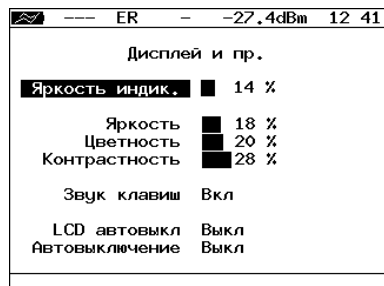 --- ER - -27.4dBm 12 41
Дисплей и пр.
Яркость индик. 14 %
Яркость 18 %
Цветность 20 %
Контрастность 28 %
Звук клавиш Вкл
LCD автовыкл Выкл
Автовыключение Выкл